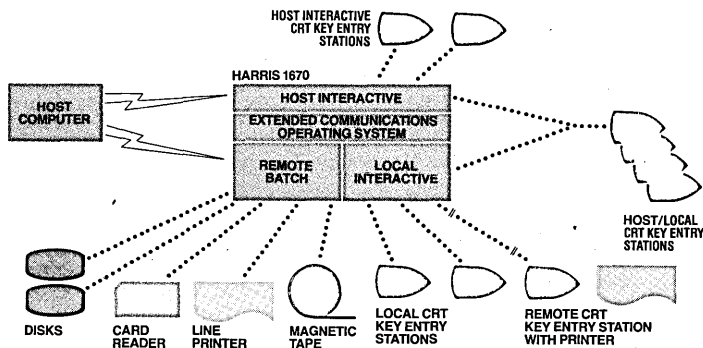 HOST INTERACTIVE
CRT KEY ENTRY
STATIONS
HARRIS 1670
HOST
COMPUTER
HOST INTERACTIVE
EXTENDED COMMUNICATIONS
OPERATING SYSTEM
REMOTE
BATCH
LOCAL
INTERACTIVE
HOST/LOCAL
CRT KEY ENTRY
STATIONS
DISKS
CARD
READER
LINE
PRINTER
MAGNETIC
TAPE
LOCAL CRT
KEY ENTRY
STATIONS
REMOTE CRT
KEY ENTRY STATION
WITH PRINTER